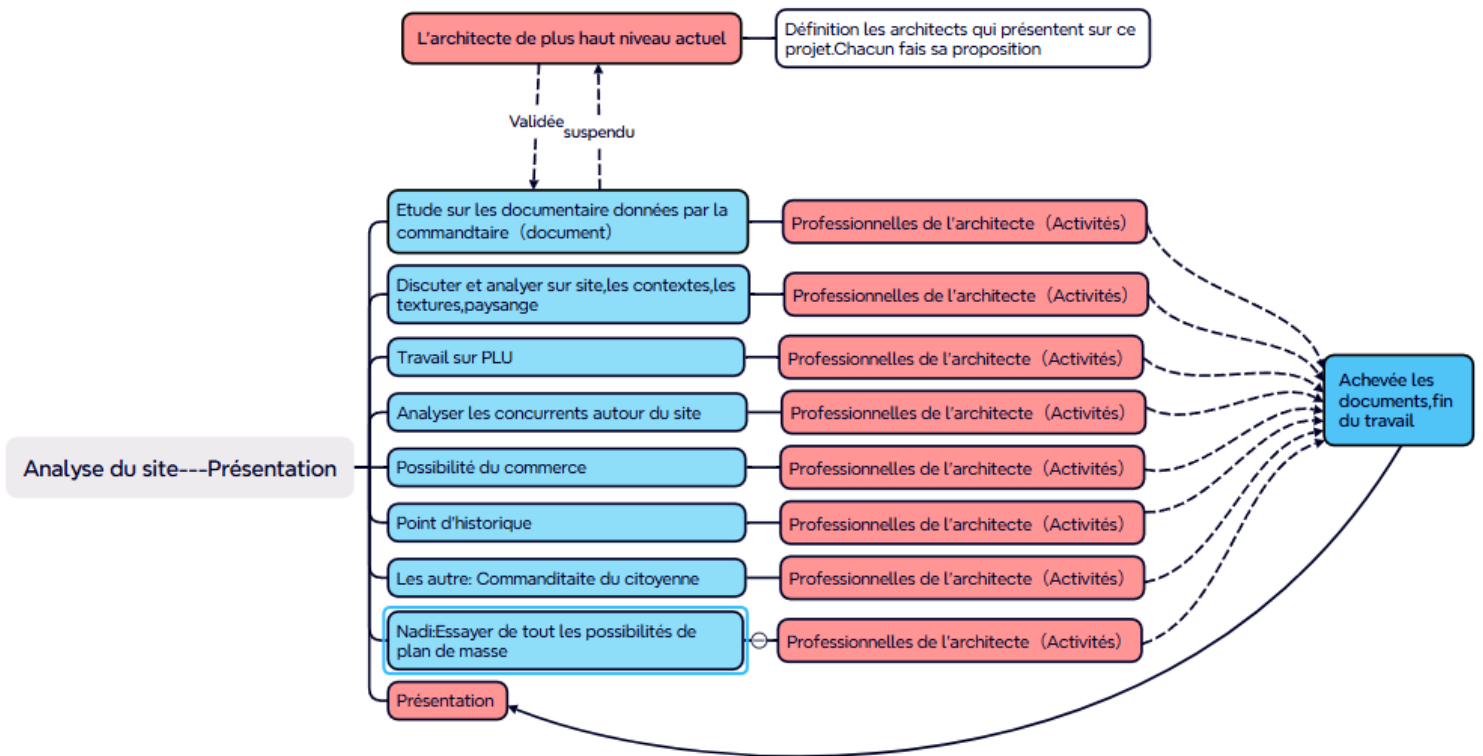 L'architecte de plus haut niveau actuel
Définition les architects qui présentent sur ce
projet.Chacun fais sa proposition
Validée
suspendu
Etude sur les documentaire données par la
commandtaire（document）
Professionnelles de l'architecte（Activités）
Discuter et analyer sur site,les contextes,les
textures,paysange
Professionnelles de l'architecte（Activités）
Travail sur PLU
Professionnelles de l'architecte（Activités）
Achevée les
documents,fin
du travail
Analyser les concurrents autour du site
Professionnelles de l'architecte（Activités）
Analyse du site---Présentation
Possibilité du commerce
Professionnelles de l'architecte（Activités）
Point d'historique
Professionnelles de l'architecte（Activités）
Les autre: Commanditaite du citoyenne
Professionnelles de l'architecte（Activités）
Nadi:Essayer de tout les possibilités de
plan de masse
Professionnelles de l'architecte（Activités）
Présentation